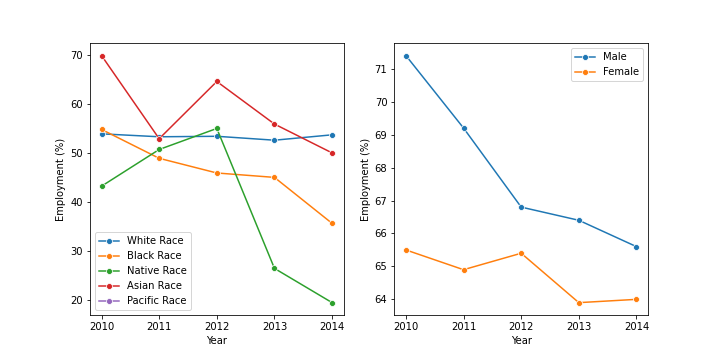 70
60
50
40
30
20
Employment (%)
White Race
Black Race
Native Race
Asian Race
Pacific Race
2010 2011 2012 2013 2014
Year
71
70
69
68
67
66
65
64
Employment (%)
Male
Female
2010 2011 2012 2013 2014
Year